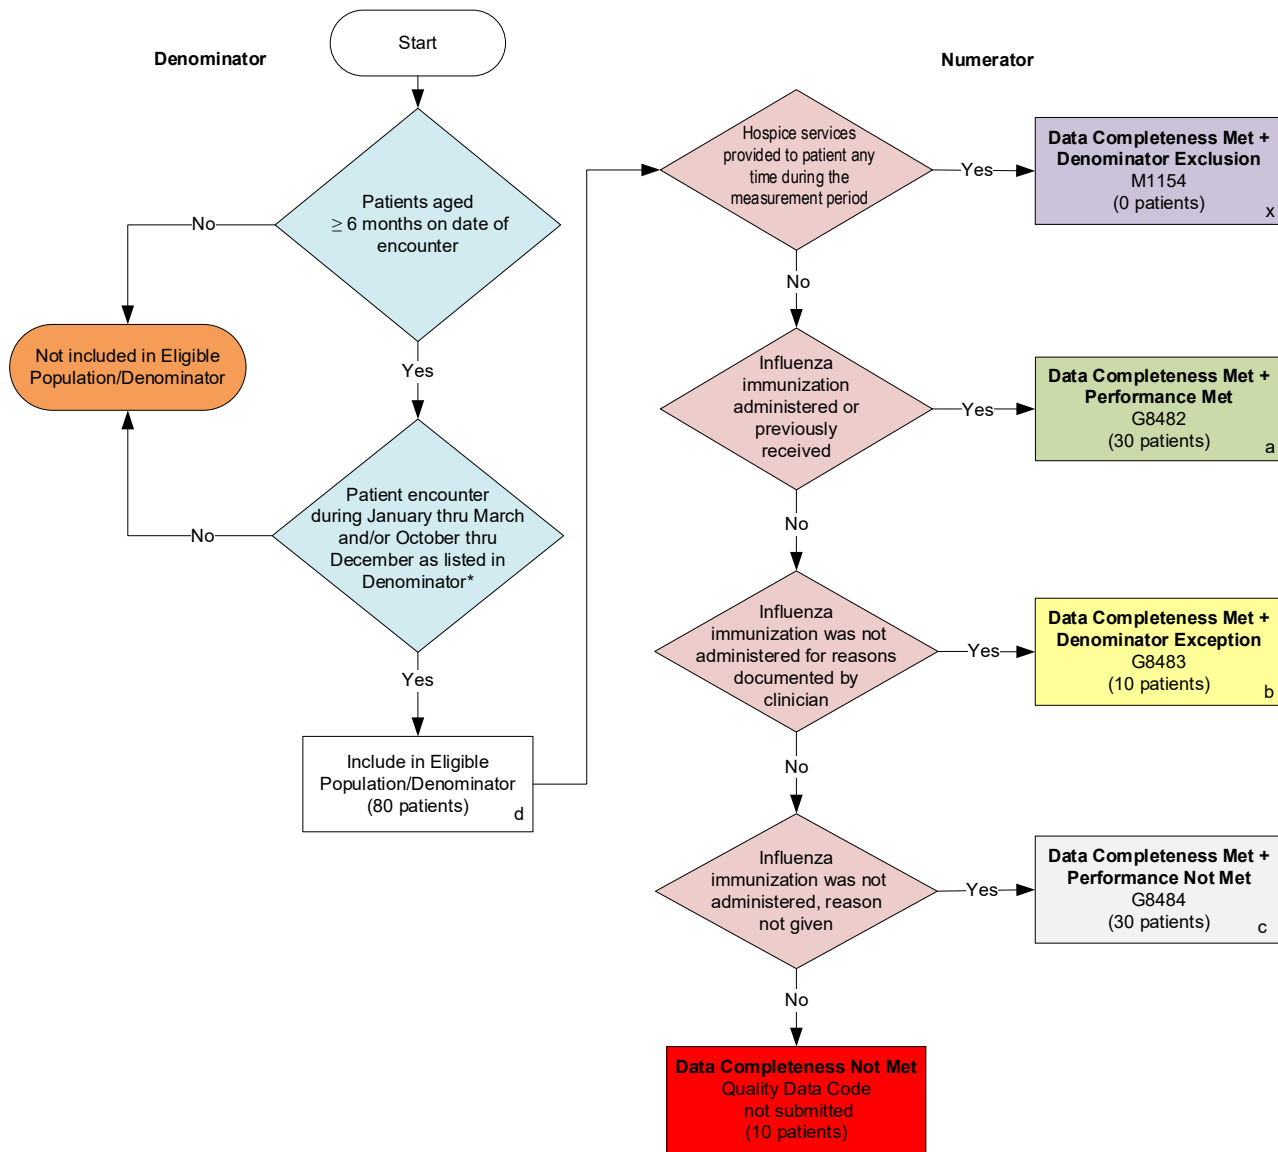 Start
Denominator
Patients aged
≥ 6 months on date of
encounter
No
Not included in Eligible
Population/Denominator
Yes
Patient encounter
during January thru March
and/or October thru
December as listed in
Denominator*
No
Yes
Include in Eligible
Population/Denominator
(80 patients)
d
Numerator
Hospice services
provided to patient any
time during the
measurement period
Yes
Data Completeness Met +
Denominator Exclusion
M1154
(0 patients)
x
No
Influenza
immunization
administered or
previously
received
Yes
Data Completeness Met +
Performance Met
G8482
(30 patients)
a
No
Influenza
immunization was not
administered for reasons
documented by
clinician
Yes
Data Completeness Met +
Denominator Exception
G8483
(10 patients)
b
No
Influenza
immunization was not
administered, reason
not given
Yes
Data Completeness Met +
Performance Not Met
G8484
(30 patients)
c
No
Data Completeness Not Met
Quality Data Code
not submitted
(10 patients)